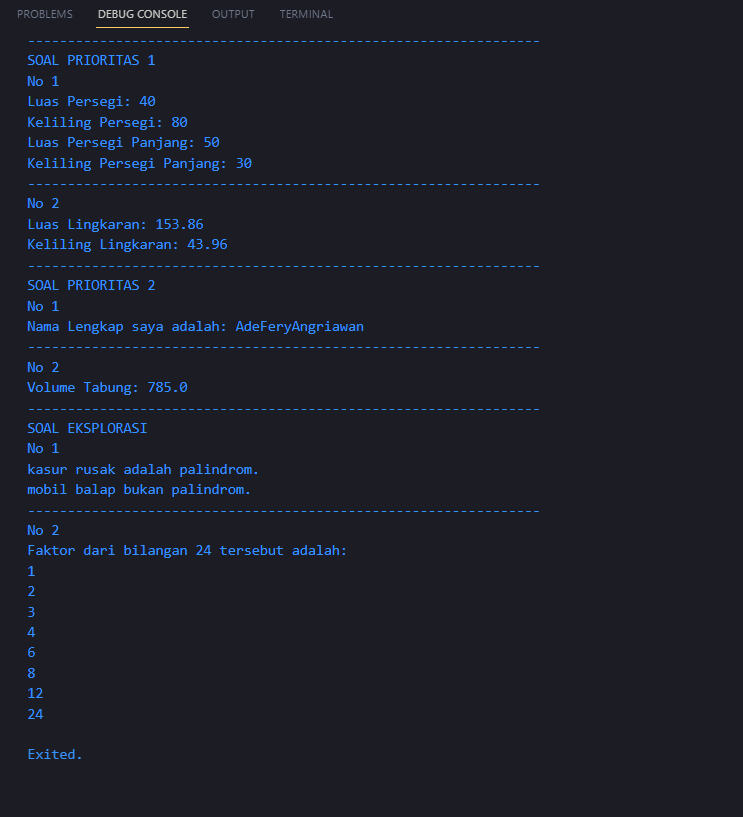 PROBLEMS DEBUG CONSOLE OUTPUT TERMINAL
----------------------------------------------------------------
SOAL PRIORITAS 1
No 1
Luas Persegi: 40
Keliling Persegi: 80
Luas Persegi Panjang: 50
Keliling Persegi Panjang: 30
----------------------------------------------------------------
No 2
Luas Lingkaran: 153.86
Keliling Lingkaran: 43.96
----------------------------------------------------------------
SOAL PRIORITAS 2
No 1
Nama Lengkap saya adalah: AdeFeryAngriawan
----------------------------------------------------------------
No 2
Volume Tabung: 785.0
----------------------------------------------------------------
SOAL EKSPLORASI
No 1
kasur rusak adalah palindrom.
mobil balap bukan palindrom.
----------------------------------------------------------------
No 2
Faktor dari bilangan 24 tersebut adalah:
1
2
3
4
6
8
12
24
Exited.